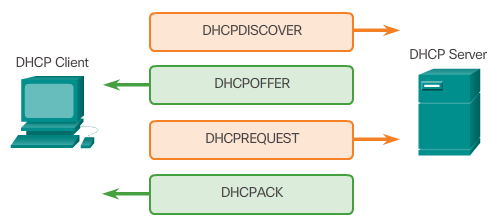 DHCPDISCOVER
DHCP Client
DHCP Server
DHCPOFFER
DHCPREQUEST
DHCPACK